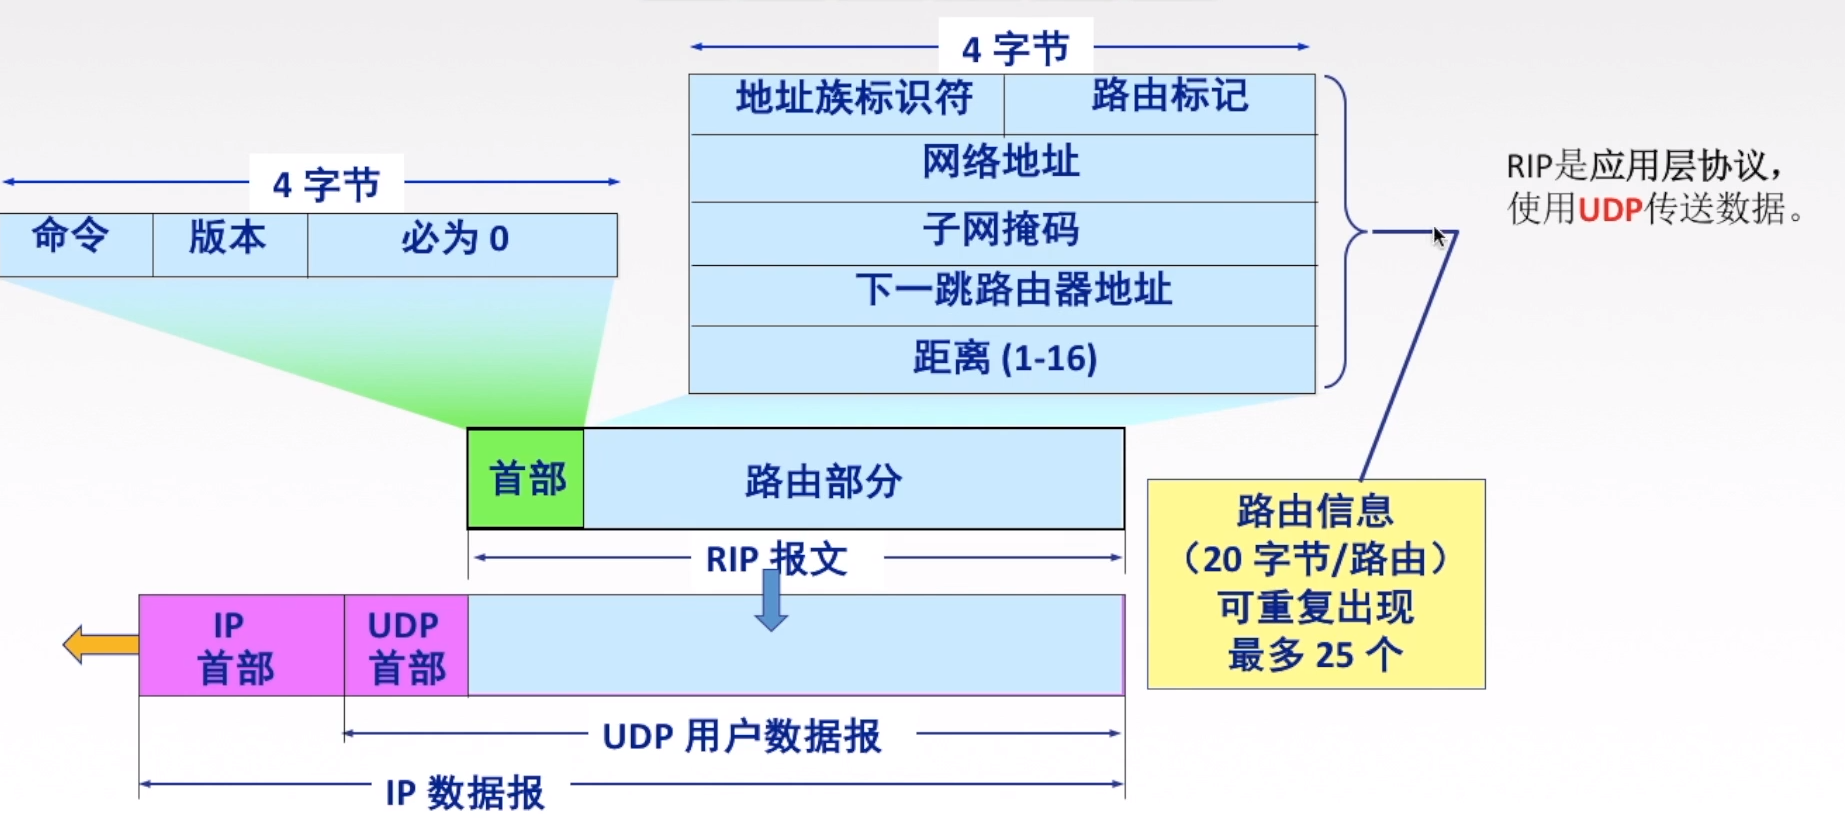 4 字节
地址族标识符
路由标记
网络地址
子网掩码
下一跳路由器地址
距离 (1-16)
RIP是应用层协议，
使用UDP传送数据。
4 字节
命令
版本
必为 0
首部
路由部分
RIP 报文
路由信息
（20 字节/路由）
可重复出现
最多 25 个
IP
首部
UDP
首部
UDP 用户数据报
IP 数据报